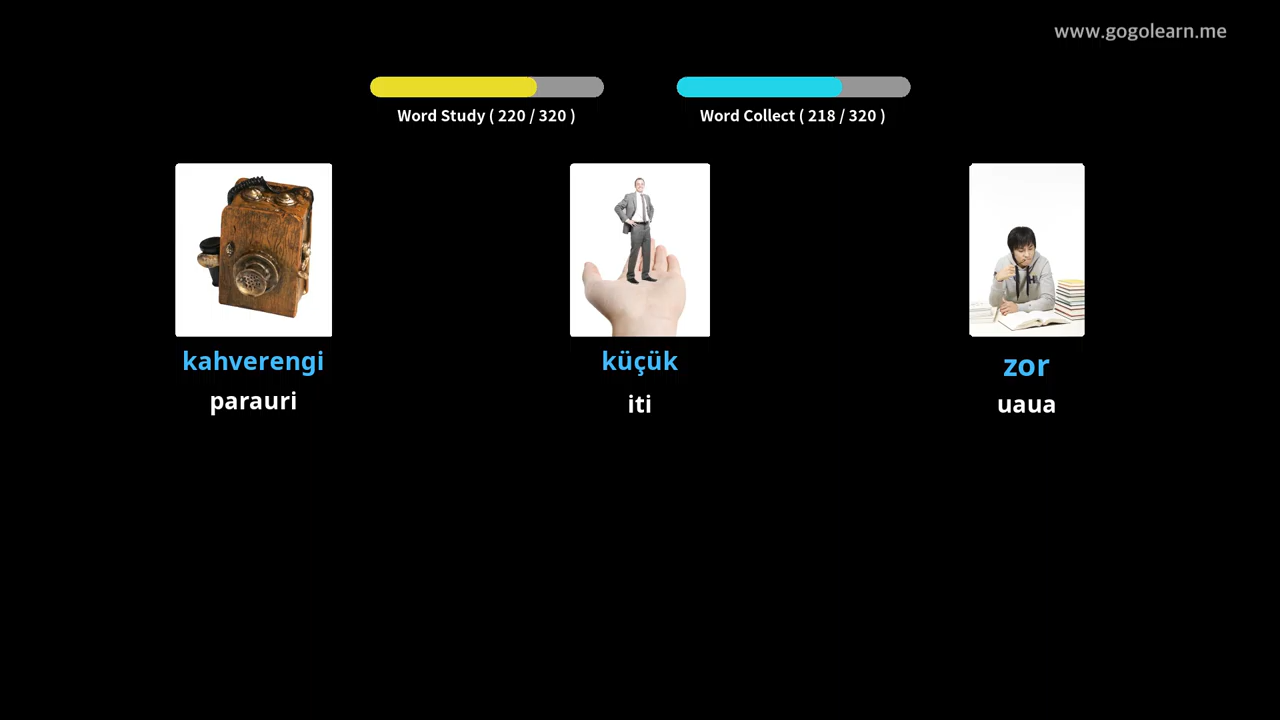 www.gogolearn.me
Word Study ( 220 / 320 )
Word Collect ( 218 / 320 )
kahverengi
parauri
küçük
iti
zor
uaua